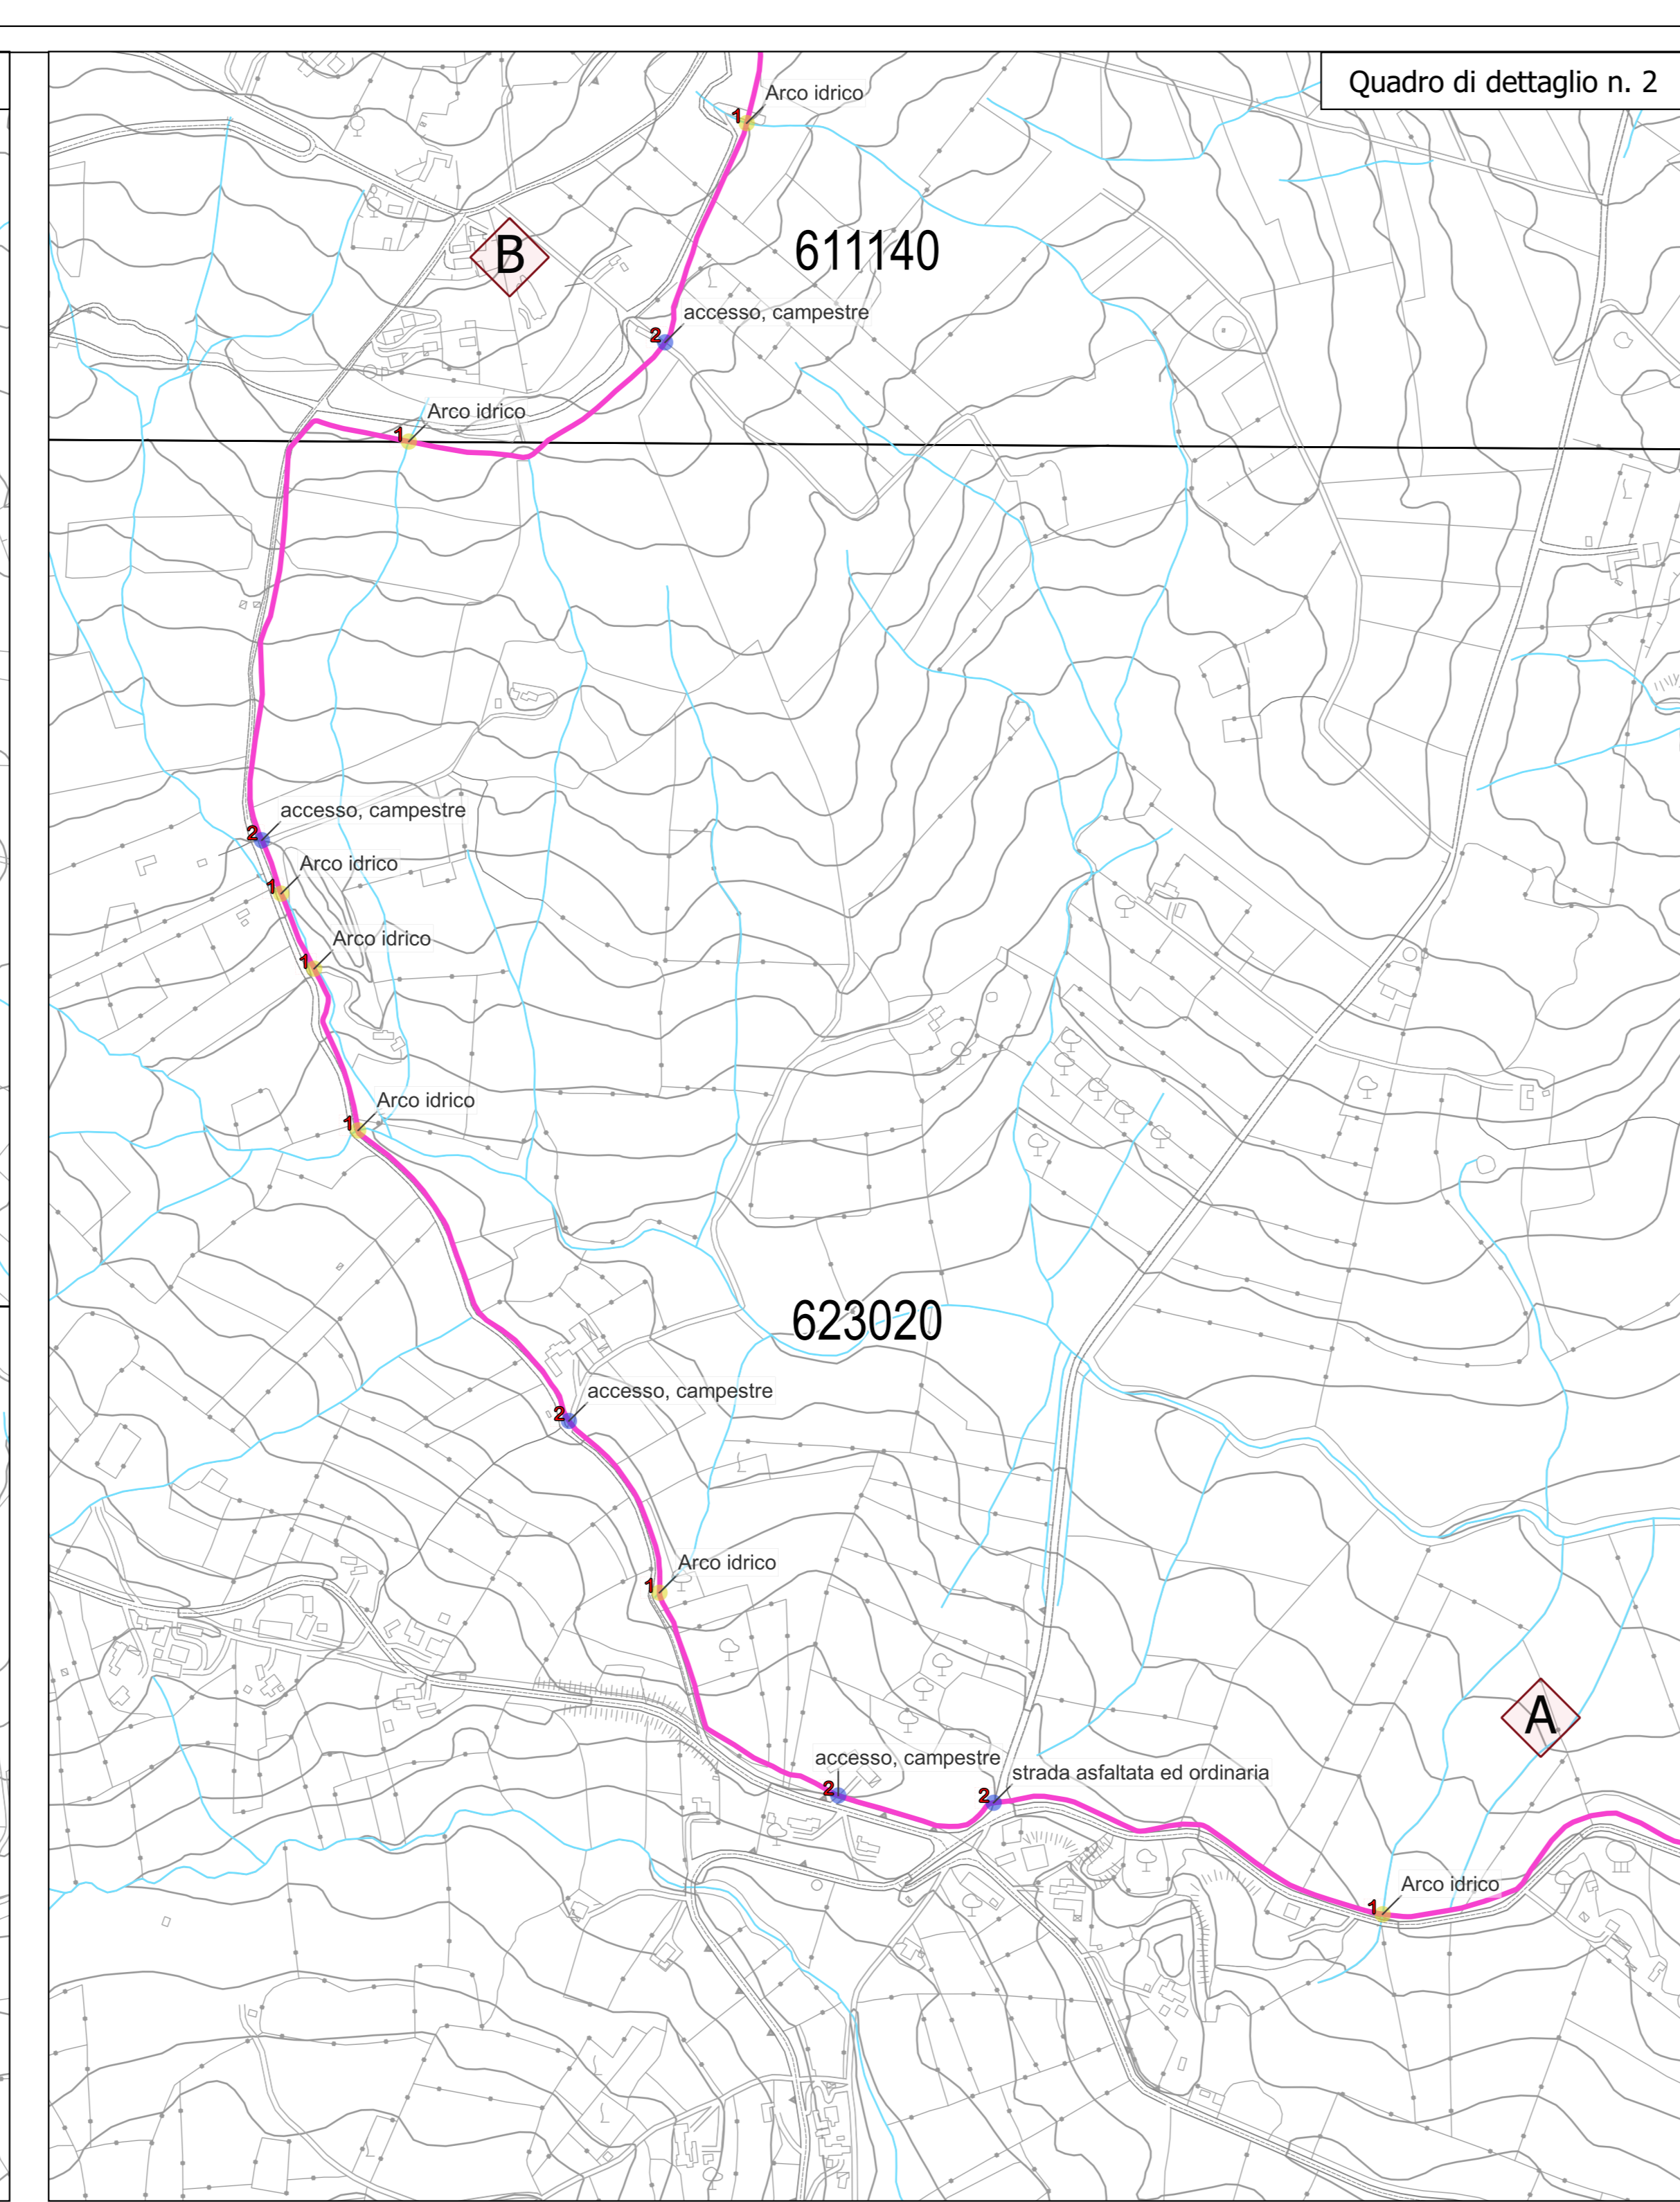 Quadro di dettaglio n. 2
Arco idrico
1
B
611140
accesso, campestre
2
Arco idrico
1
accesso, campestre
2
Arco idrico
1
Arco idrico
1
Arco idrico
1
623020
accesso, campestre
2
Arco idrico
1
A
accesso, campestre
2
strada asfaltata ed ordinaria
2
Arco idrico
1